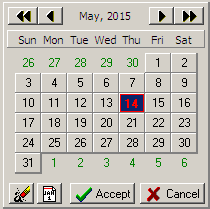 May, 2015
Sun Mon Tue Wed Thu Fri Sat
26 27 28 29 30 1 2
3 4 5 6 7 8 9
10 11 12 13 14 15 16
17 18 19 20 21 22 23
24 25 26 27 28 29 30
31 1 2 3 4 5 6
JAN
1
Accept Cancel